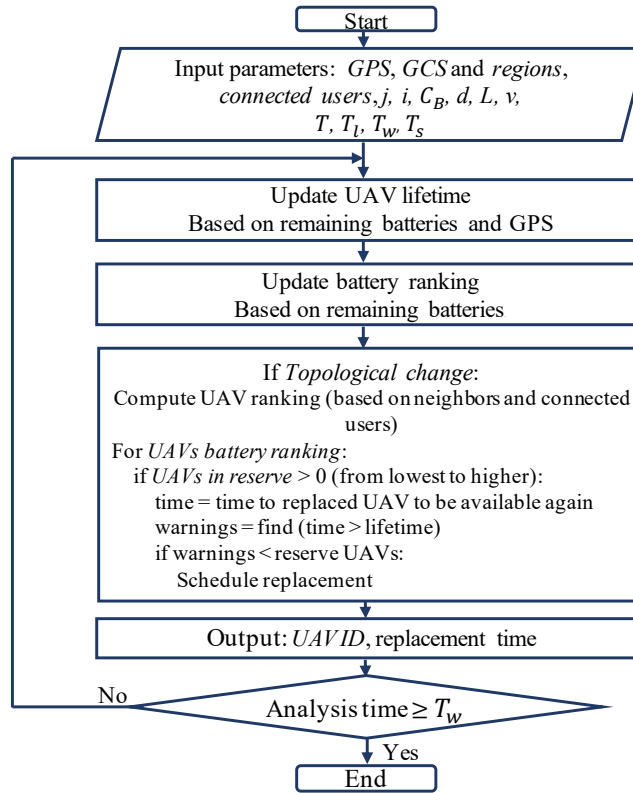 Start
Input parameters: GPS, GCS and regions,
connected users, j, i, C_B, d, L, v,
T, T_l, T_w, T_s
Update UAV lifetime
Based on remaining batteries and GPS
Update battery ranking
Based on remaining batteries
If Topological change:
Compute UAV ranking (based on neighbors and connected
users)
For UAVs battery ranking:
if UAVs in reserve > 0 (from lowest to higher):
time = time to replaced UAV to be available again
warnings = find (time > lifetime)
if warnings < reserve UAVs:
Schedule replacement
Output: UAV ID, replacement time
No
Analysis time ≥ T_w
Yes
End